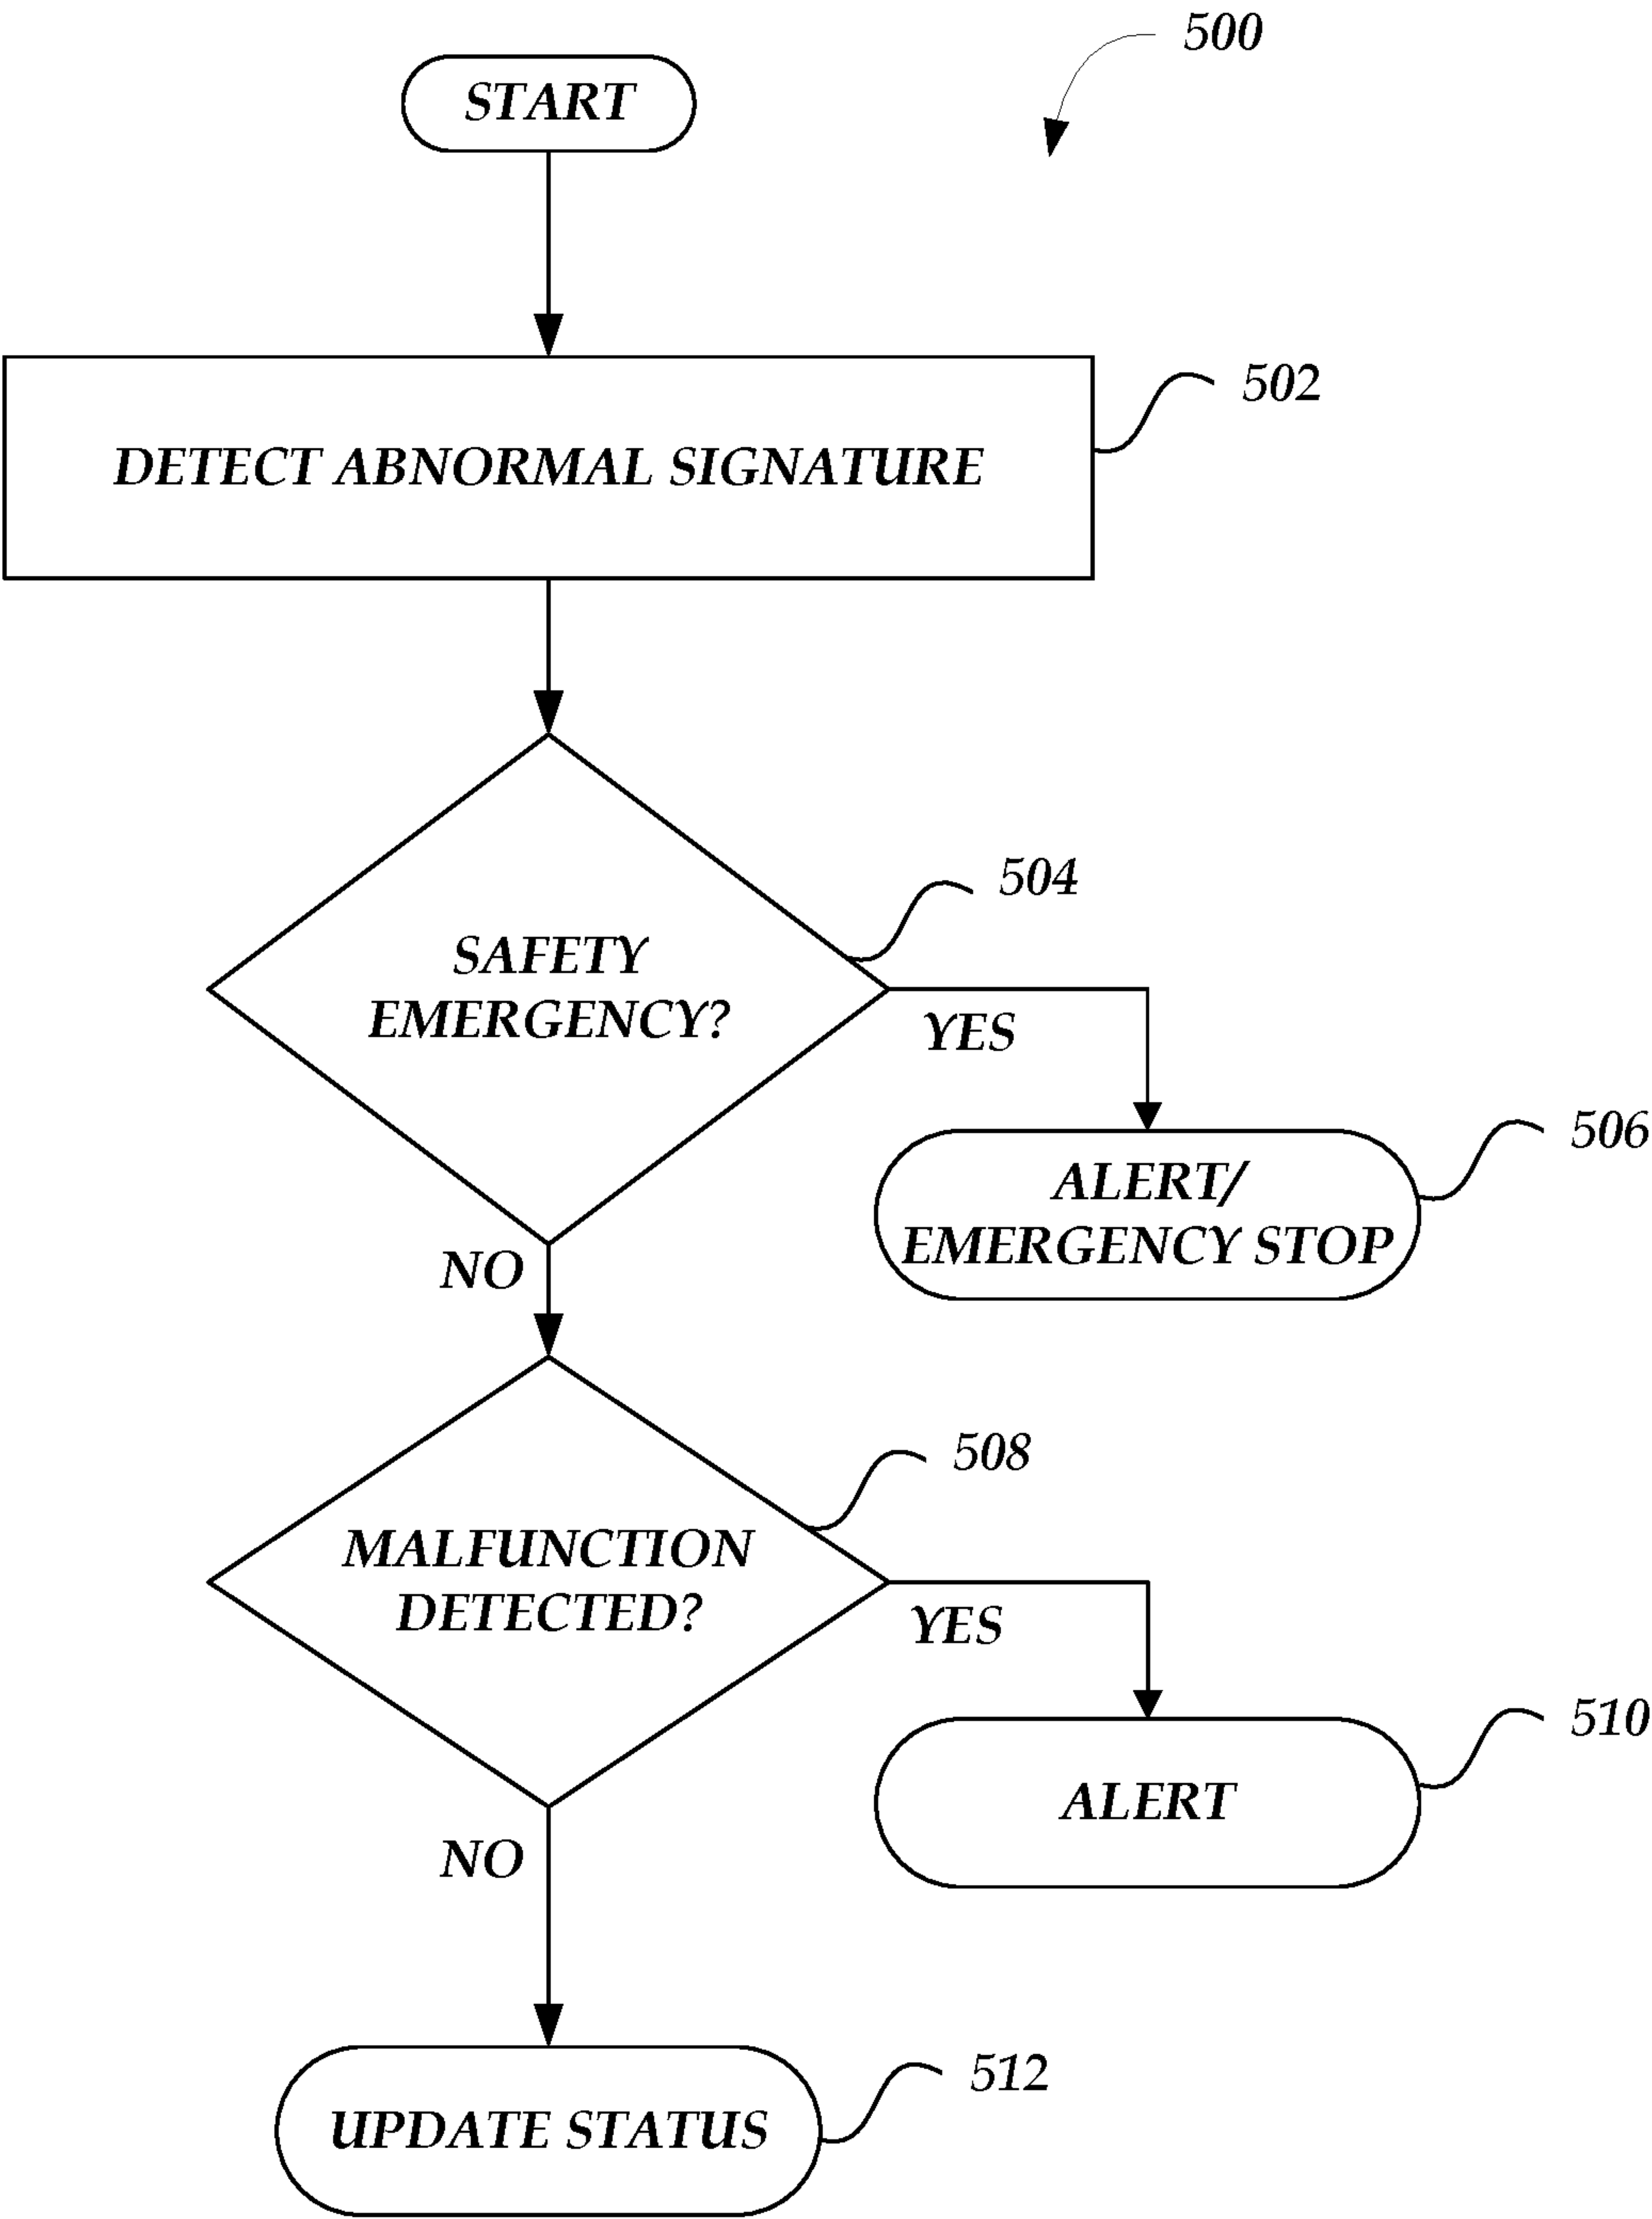 500
START
502
DETECT ABNORMAL SIGNATURE
504
SAFETY
EMERGENCY?
YES
506
ALERT/
EMERGENCY STOP
NO
508
MALFUNCTION
DETECTED?
YES
510
ALERT
NO
512
UPDATE STATUS